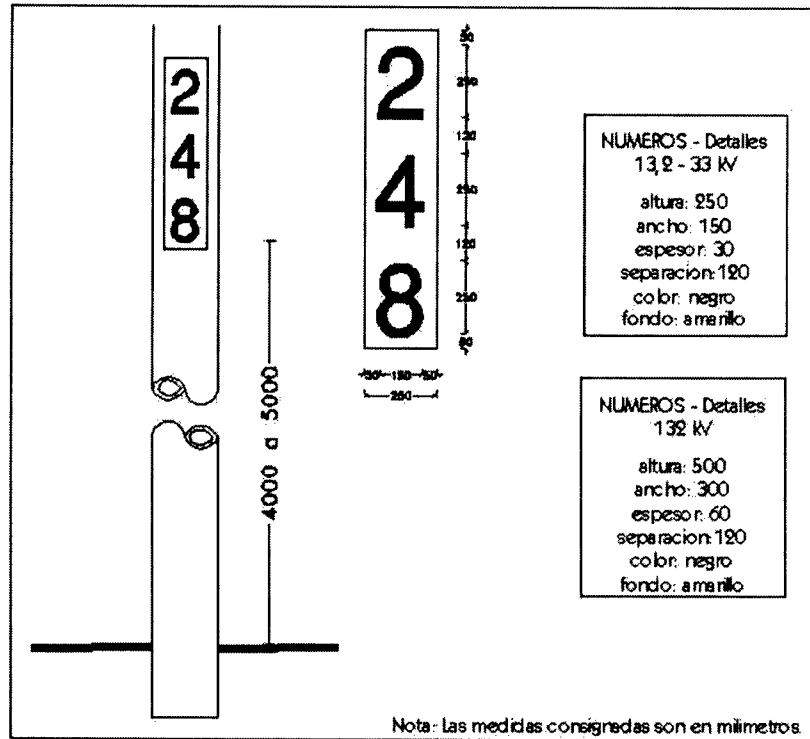 2
4
8
4000 a 5000
2
4
8
50
250
120
250
120
250
50 150 50
250
NUMEROS - Detalles
13,2 - 33 kV
altura: 250
ancho: 150
espesor: 30
separacion: 120
color: negro
fondo: amarillo
NUMEROS - Detalles
132 kV
altura: 500
ancho: 300
espesor: 60
separacion: 120
color: negro
fondo: amarillo
Nota: Las medidas consignadas son en milimetros.